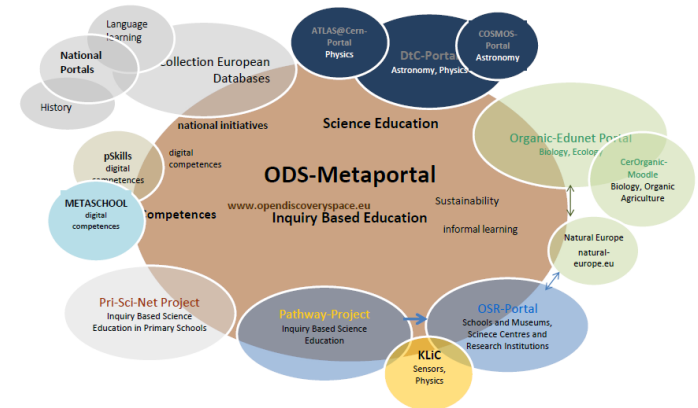 Language
learning
National
Portals
History
Collection European
Databases
ATLAS@Cern-
Portal
Physics
DtC-Portal
Astronomy, Physics
COSMOS-
Portal
Astronomy
national initiatives
Science Education
Organic-Edunet Portal
Biology, Ecology
CerOrganic-
Moodle
Biology, Organic
Agriculture
pSkills
digital
competences
digital
competences
ODS-Metaportal
www.opendiscoveryspace.eu
Inquiry Based Education
Sustainability
informal learning
METASCHOOL
digital
competences
Competences
Natural Europe
natural-
europe.eu
Pri-Sci-Net Project
Inquiry Based Science
Education in Primary Schools
Pathway-Project
Inquiry Based Science
Education
OSR-Portal
Schools and Museums,
Scinece Centres and
Research Institutions
KLiC
Sensors,
Physics